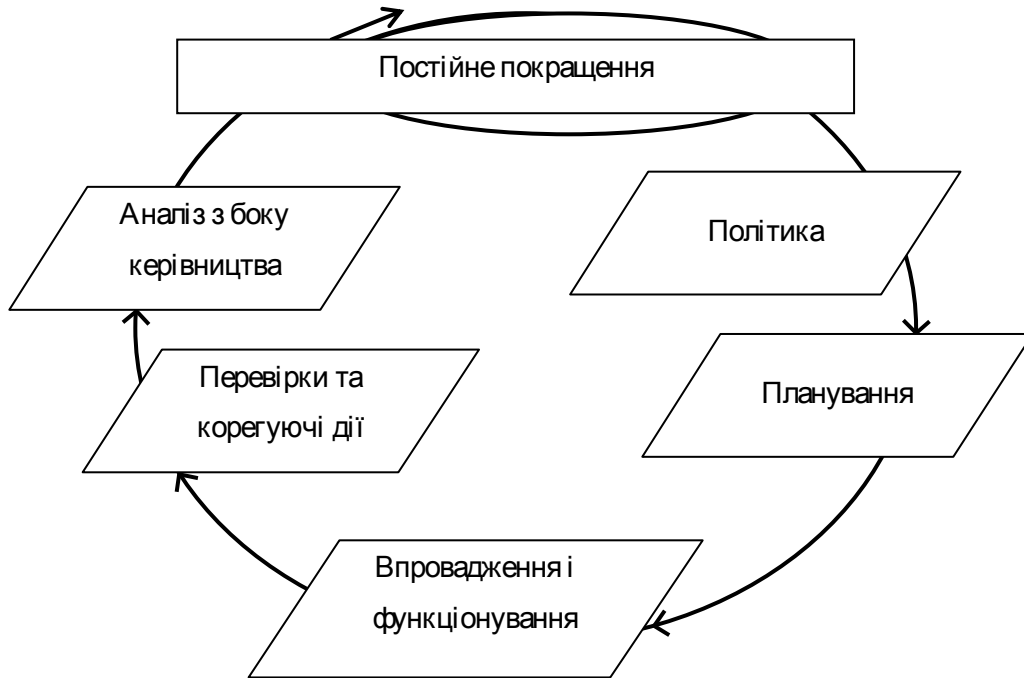 Постійне покращення
Політика
Планування
Впровадження і
функціонування
Перевірки та
корегуючі дії
Аналіз з боку
керівництва